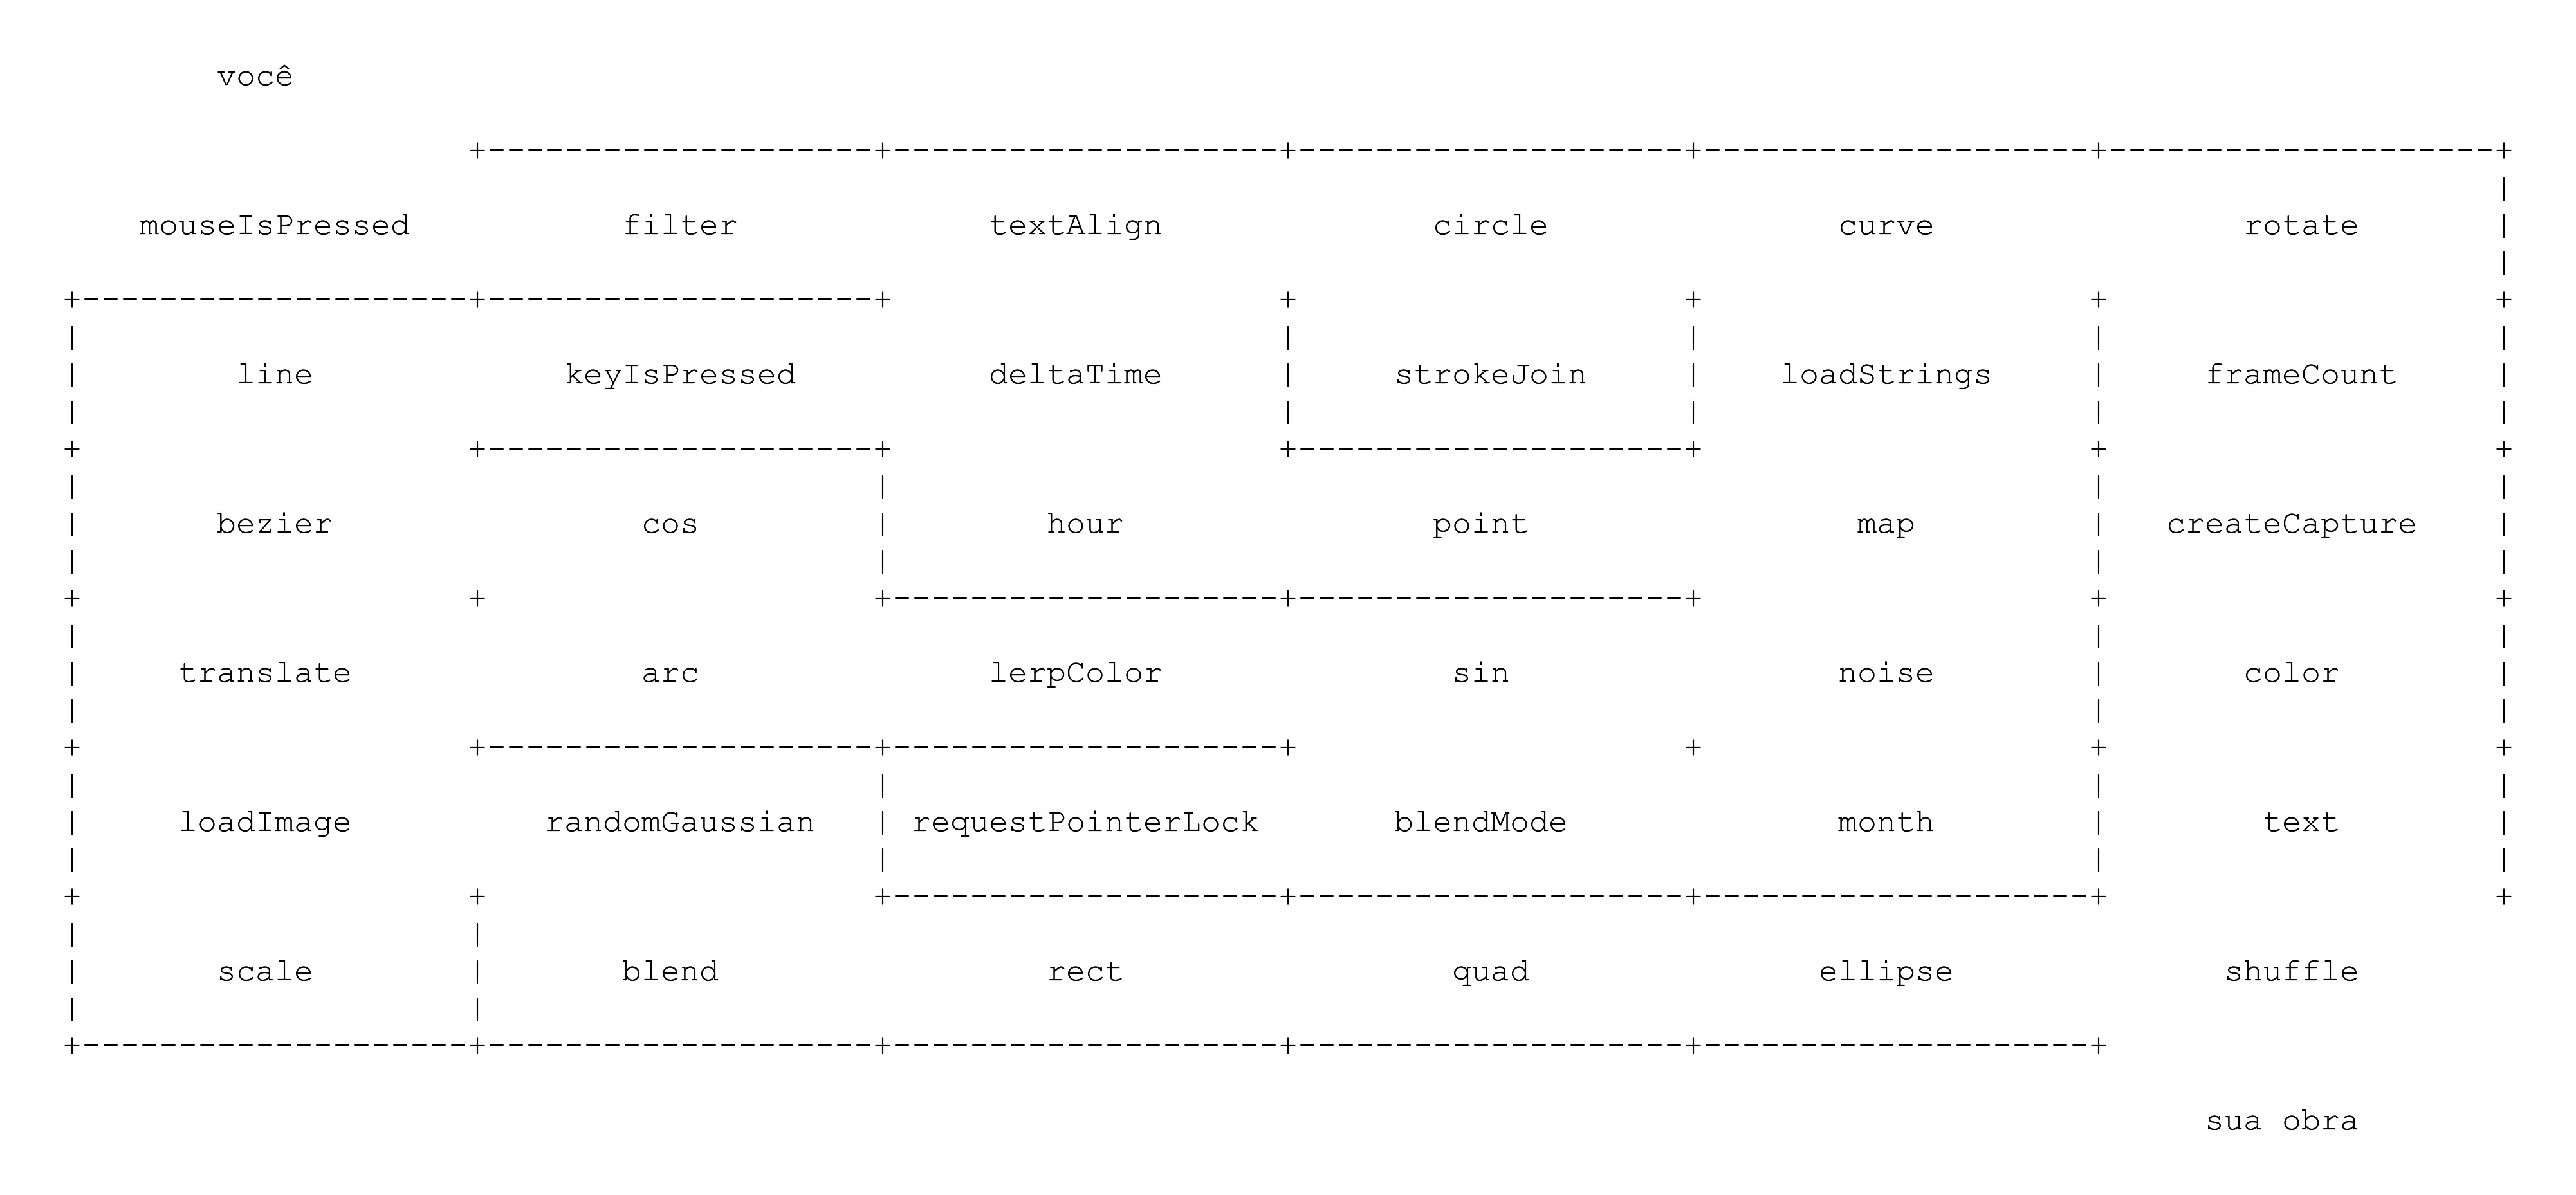 você
mouseIsPressed filter textAlign circle curve rotate
line keyIsPressed deltaTime strokeJoin loadStrings frameCount
bezier cos hour point map createCapture
translate arc lerpColor sin noise color
loadImage randomGaussian requestPointerLock blendMode month text
scale blend rect quad ellipse shuffle
sua obra